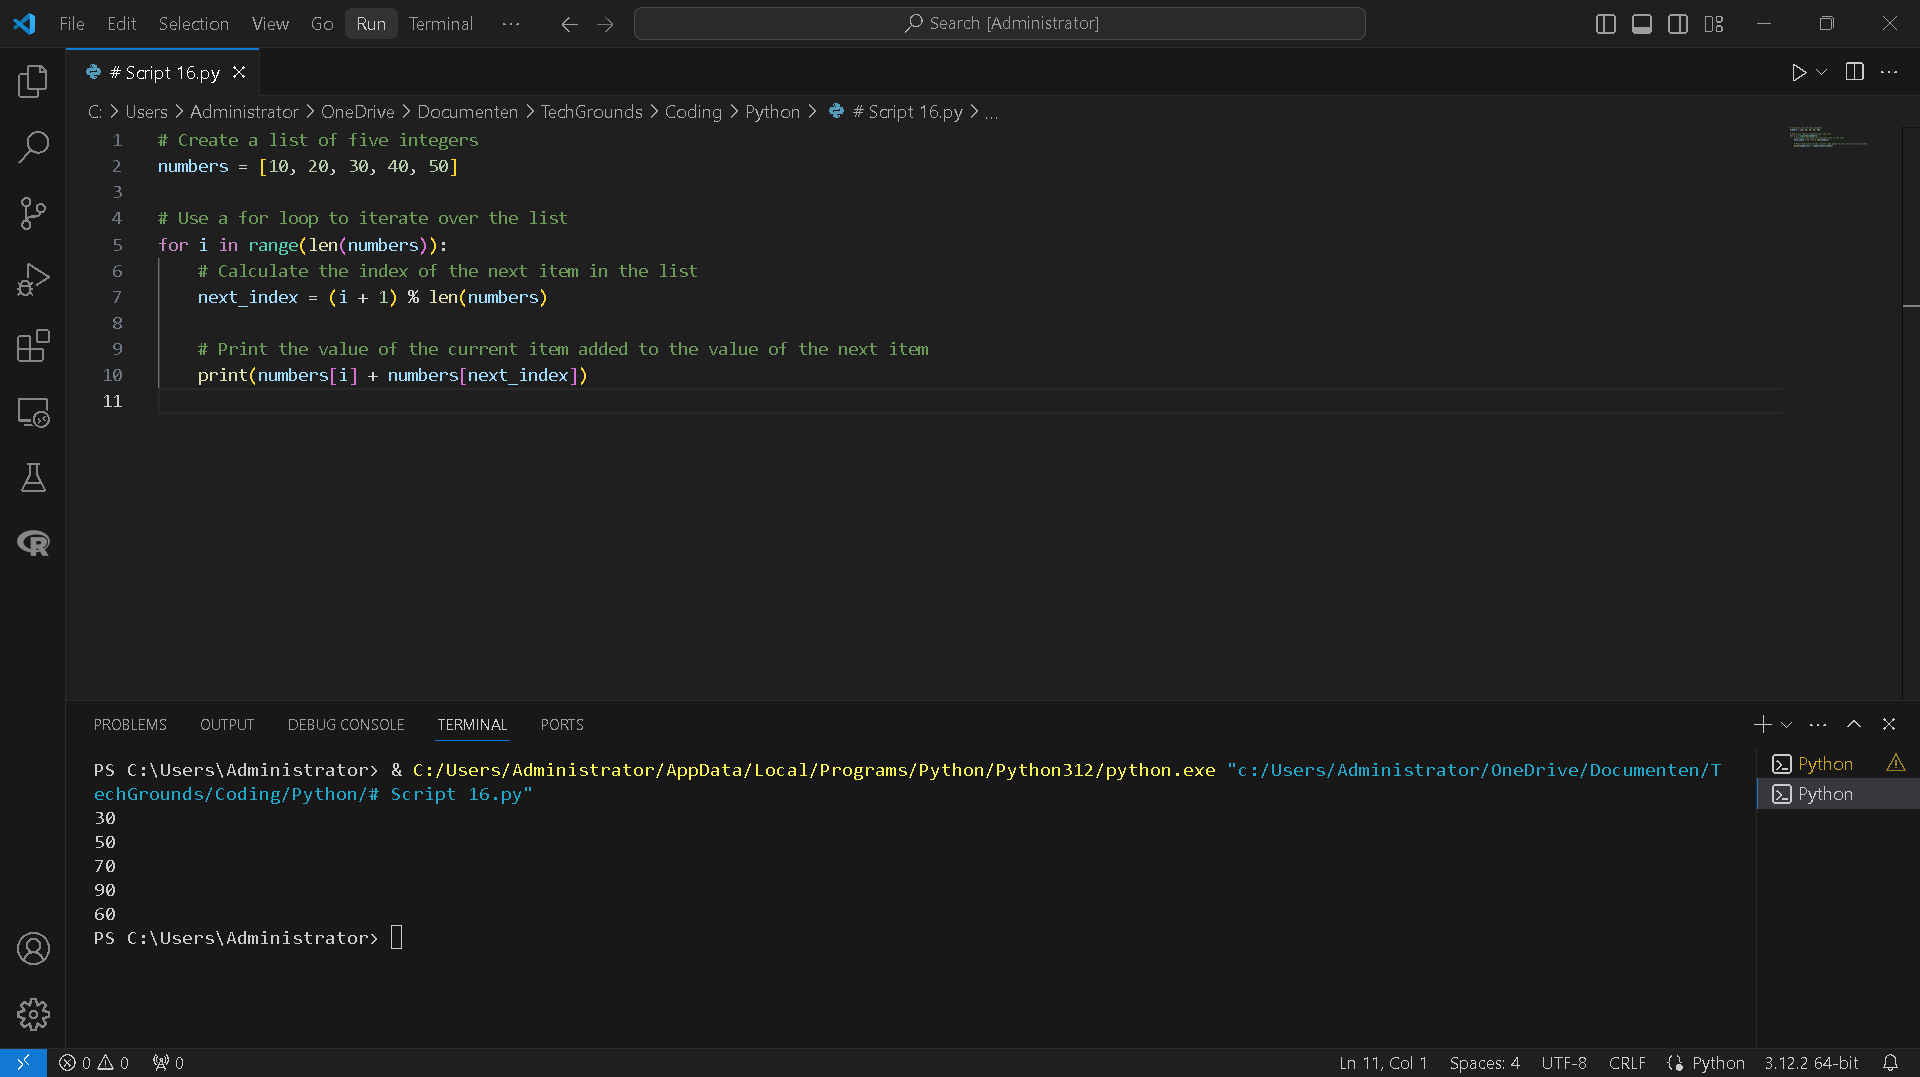 File Edit Selection View Go Run Terminal ··· Search [Administrator]
# Script 16.py
C: > Users > Administrator > OneDrive > Documenten > TechGrounds > Coding > Python > # Script 16.py > ...
1 # Create a list of five integers
2 numbers = [10, 20, 30, 40, 50]
3
4 # Use a for loop to iterate over the list
5 for i in range(len(numbers)):
6     # Calculate the index of the next item in the list
7     next_index = (i + 1) % len(numbers)
8
9     # Print the value of the current item added to the value of the next item
10     print(numbers[i] + numbers[next_index])
11
PROBLEMS OUTPUT DEBUG CONSOLE TERMINAL PORTS
PS C:\Users\Administrator> & C:/Users/Administrator/AppData/Local/Programs/Python/Python312/python.exe "c:/Users/Administrator/OneDrive/Documenten/T
echGrounds/Coding/Python/# Script 16.py"
30
50
70
90
60
PS C:\Users\Administrator>
Python
Python
0 0 0 Ln 11, Col 1 Spaces: 4 UTF-8 CRLF Python 3.12.2 64-bit